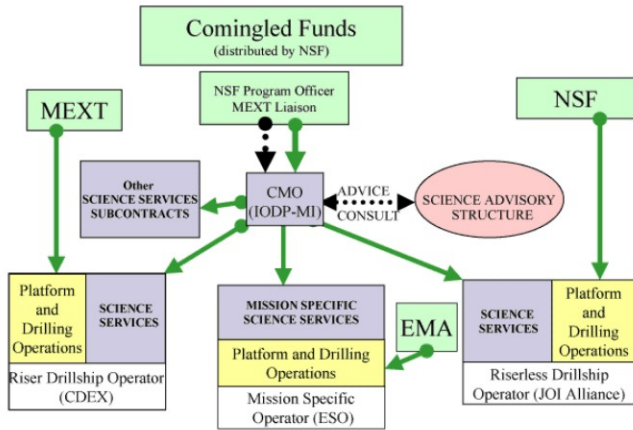 Comingled Funds
(distributed by NSF)
MEXT
NSF Program Officer
MEXT Liaison
NSF
Other
SCIENCE SERVICES
SUBCONTRACTS
CMO
(IODP-MI)
ADVICE
CONSULT
SCIENCE ADVISORY
STRUCTURE
Platform
and
Drilling
Operations
SCIENCE
SERVICES
Riser Drillship Operator
(CDEX)
MISSION SPECIFIC
SCIENCE SERVICES
Platform and Drilling
Operations
Mission Specific
Operator (ESO)
EMA
SCIENCE
SERVICES
Platform
and
Drilling
Operations
Riserless Drillship
Operator (JOI Alliance)